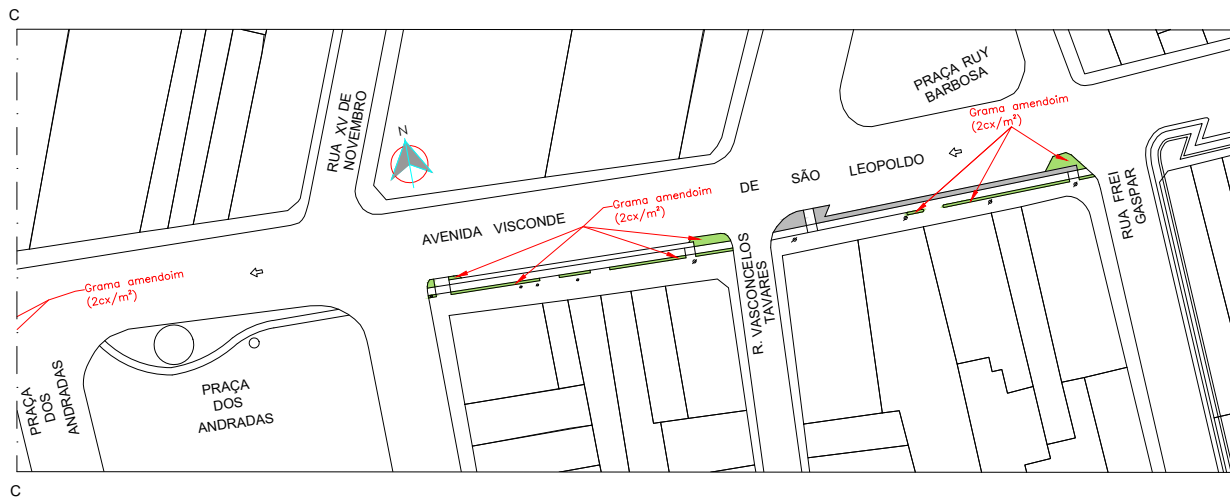 C
PRAÇA RUY
BARBOSA
Grama amendoim
(2cx/m²)
RUA XV DE
NOVEMBRO
N
DE SÃO LEOPOLDO
RUA FREI
GASPAR
Grama amendoim
(2cx/m²)
AVENIDA VISCONDE
R. VASCONCELOS
TAVARES
Grama amendoim
(2cx/m²)
PRAÇA
DOS
ANDRADAS
PRAÇA
DOS
ANDRADAS
C